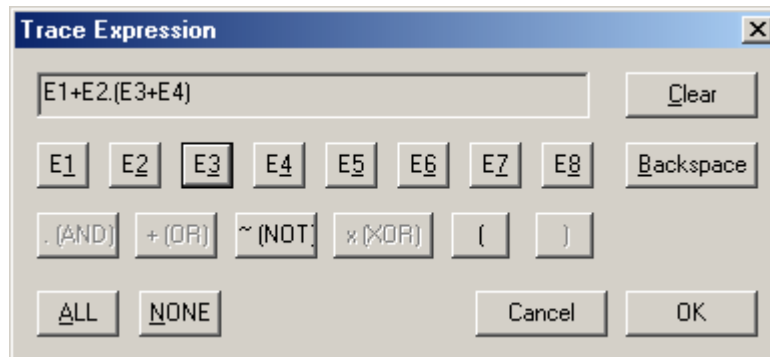 Trace Expression
E1+E2.(E3+E4)
Clear
E1 E2 E3 E4 E5 E6 E7 E8 Backspace
. (AND) + (OR) ~ (NOT) x (XOR) ( )
ALL NONE Cancel OK